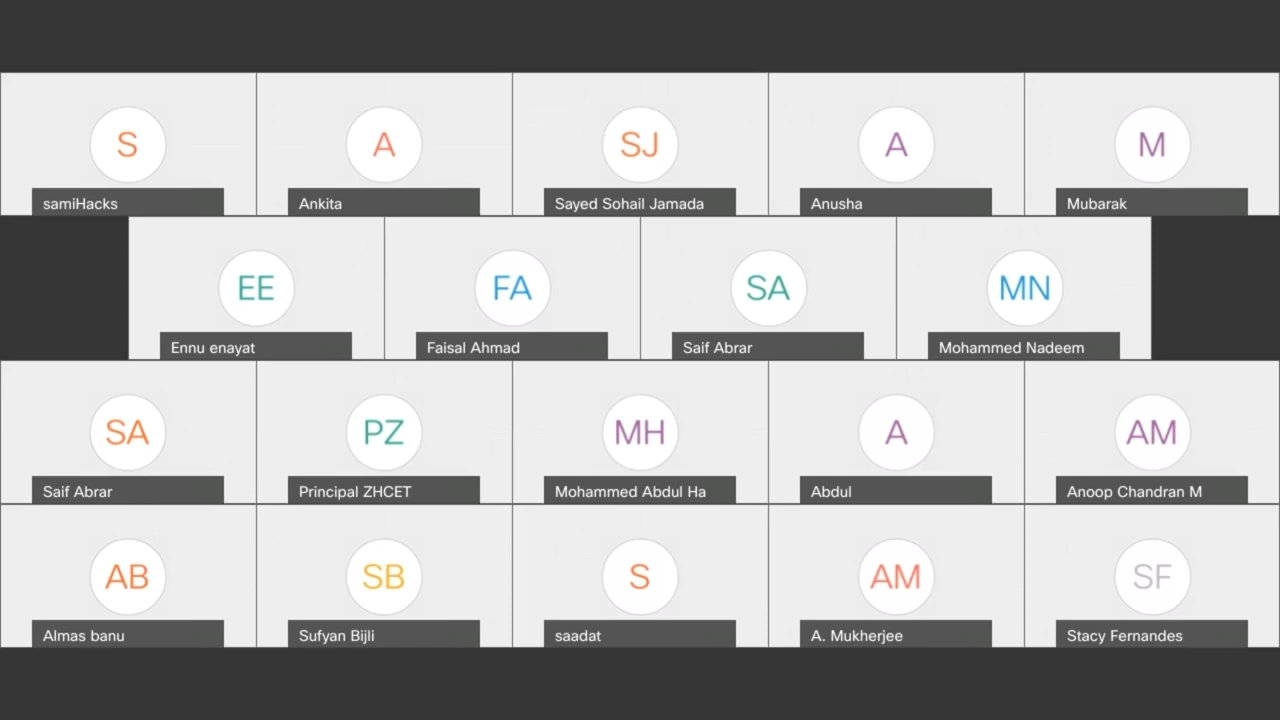 S
A
SJ
A
M
samiHacks
Ankita
Sayed Sohail Jamada
Anusha
Mubarak
EE
FA
SA
MN
Ennu enayat
Faisal Ahmad
Saif Abrar
Mohammed Nadeem
SA
PZ
MH
A
AM
Saif Abrar
Principal ZHCET
Mohammed Abdul Ha
Abdul
Anoop Chandran M
AB
SB
S
AM
SF
Almas banu
Sufyan Bijli
saadat
A. Mukherjee
Stacy Fernandes